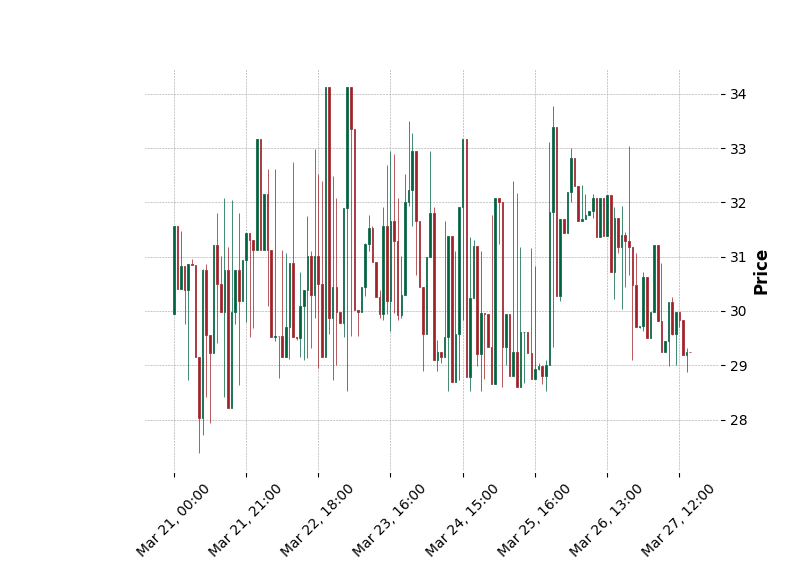 34
33
32
31
30
29
28
Price
Mar 21, 00:00
Mar 21, 21:00
Mar 22, 18:00
Mar 23, 16:00
Mar 24, 15:00
Mar 25, 16:00
Mar 26, 13:00
Mar 27, 12:00